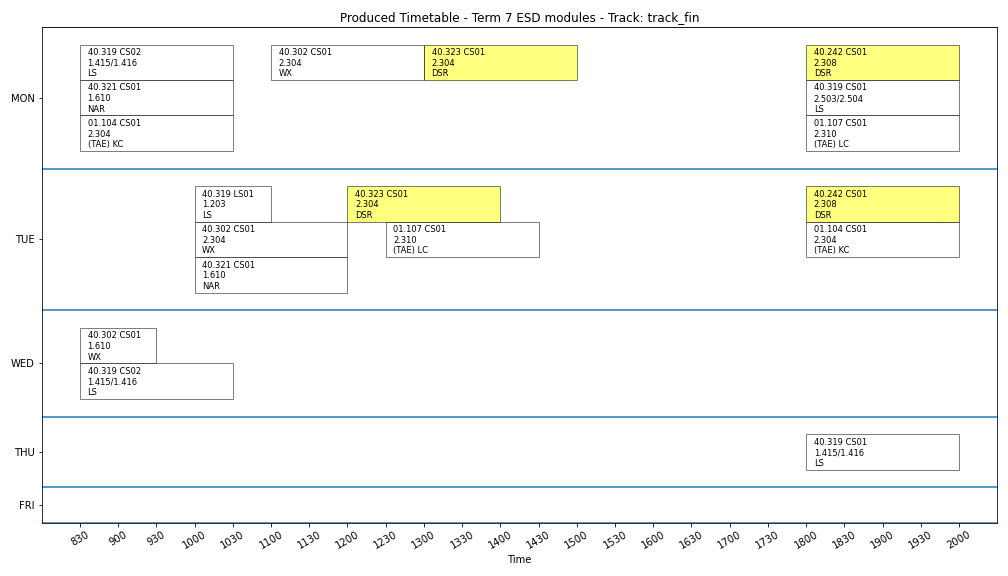 Produced Timetable - Term 7 ESD modules - Track: track_fin
MON
40.319 CS02
1.415/1.416
LS
40.321 CS01
1.610
NAR
01.104 CS01
2.304
(TAE) KC
40.302 CS01
2.304
WX
40.323 CS01
2.304
DSR
40.242 CS01
2.308
DSR
40.319 CS01
2.503/2.504
LS
01.107 CS01
2.310
(TAE) LC
TUE
40.319 LS01
1.203
LS
40.302 CS01
2.304
WX
40.321 CS01
1.610
NAR
40.323 CS01
2.304
DSR
01.107 CS01
2.310
(TAE) LC
40.242 CS01
2.308
DSR
01.104 CS01
2.304
(TAE) KC
WED
40.302 CS01
1.610
WX
40.319 CS02
1.415/1.416
LS
THU
40.319 CS01
1.415/1.416
LS
FRI
830 900 930 1000 1030 1100 1130 1200 1230 1300 1330 1400 1430 1500 1530 1600 1630 1700 1730 1800 1830 1900 1930 2000
Time